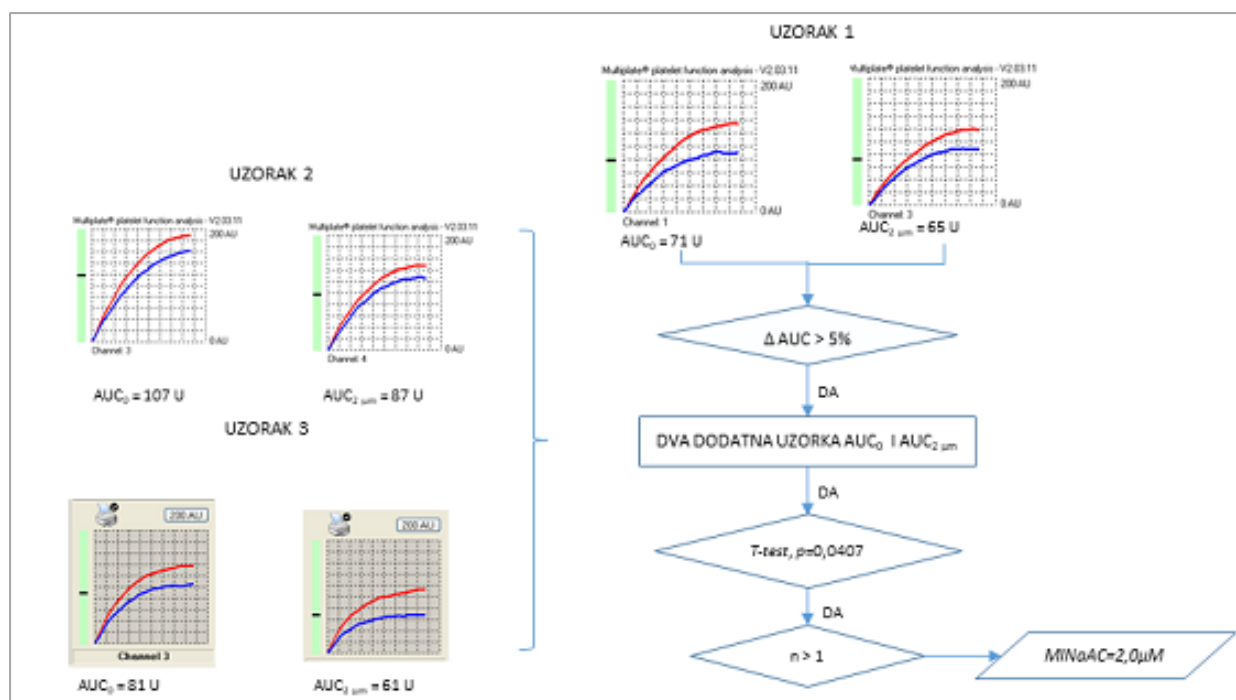 UZORAK 1
Multiplate® platelet function analysis - V2.03.11
200 AU
0 AU
Channel: 1
AUC₀ = 71 U
Multiplate® platelet function analysis - V2.03.11
200 AU
0 AU
Channel: 3
AUC₂ µm = 65 U
UZORAK 2
Multiplate® platelet function analysis - V2.03.11
200 AU
0 AU
Channel: 3
AUC₀ = 107 U
Multiplate® platelet function analysis - V2.03.11
200 AU
0 AU
Channel: 4
AUC₂ µm = 87 U
UZORAK 3
200 AU
Channel 3
AUC₀ = 81 U
200 AU
AUC₂ µm = 61 U
Δ AUC > 5%
DA
DVA DODATNA UZORKA AUC₀ I AUC₂ µm
DA
T-test, p=0,0407
DA
n > 1
MINaAC=2,0µM